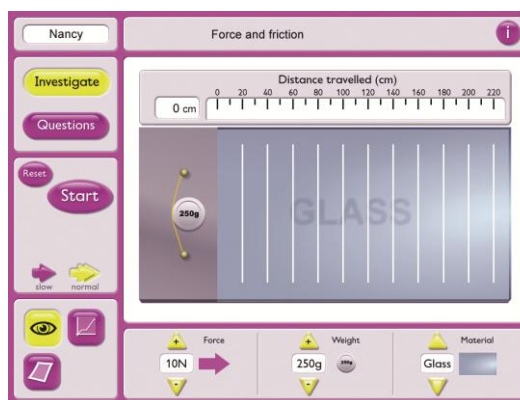 Nancy
Force and friction
i
Investigate
Questions
Reset
Start
slow normal
Distance travelled (cm)
0 cm
0 20 40 60 80 100 120 140 160 180 200 220
250g
GLASS
+ Force
10N
-
+ Weight
250g
-
Material
Glass